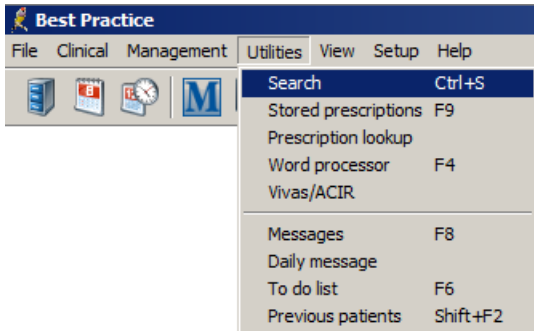 Best Practice
File Clinical Management Utilities View Setup Help
Search Ctrl+S
Stored prescriptions F9
Prescription lookup
Word processor F4
Vivas/ACIR
Messages F8
Daily message
To do list F6
Previous patients Shift+F2
M